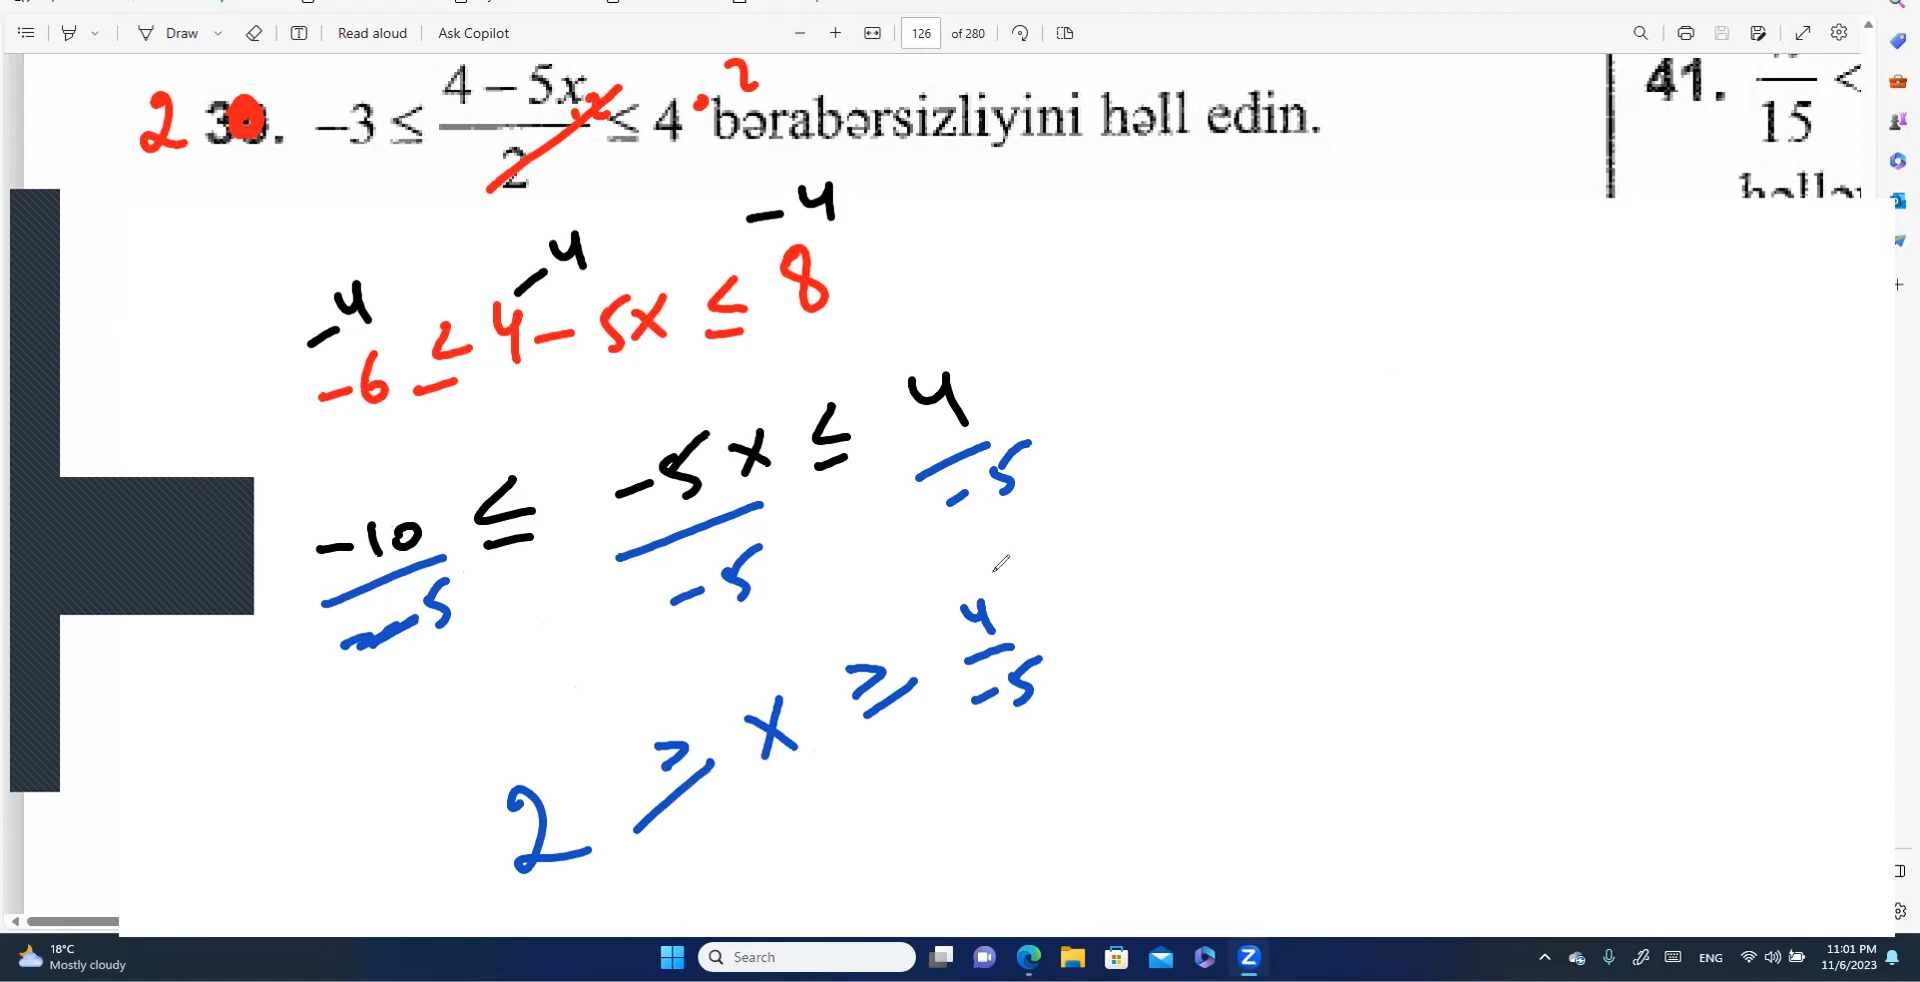 Draw
Read aloud
Ask Copilot
126 of 280
2 3 . −3 ≤ (4 − 5x)/2 ≤ 4 · 2 bərabərsizliyini həll edin.
41. /15 <
−4 −4 −4
−6 ≤ 4 − 5x ≤ 8
−10 ≤ −5x ≤ 4
−5 −5 −5
2 ≥ x ≥ 4/−5
18°C
Mostly cloudy
Search
ENG
11:01 PM
11/6/2023